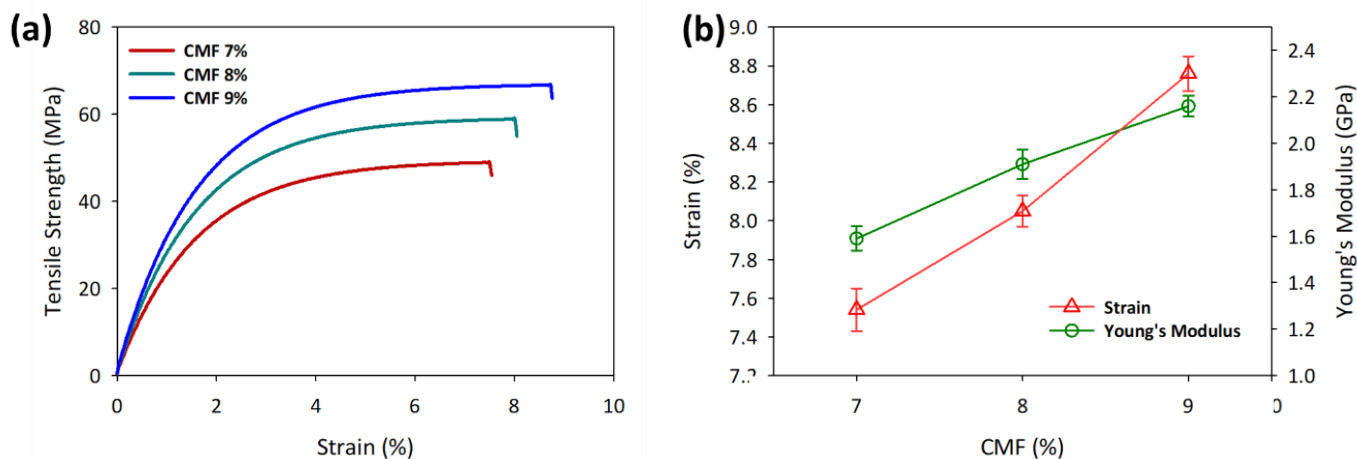 (a)
80
60
40
20
0
Tensile Strength (MPa)
CMF 7%
CMF 8%
CMF 9%
0 2 4 6 8 10
Strain (%)
(b)
9.0
8.8
8.6
8.4
8.2
8.0
7.8
7.6
7.4
Strain (%)
Strain
Young's Modulus
2.4
2.2
2.0
1.8
1.6
1.4
1.2
1.0
Young's Modulus (GPa)
7 8 9
CMF (%)